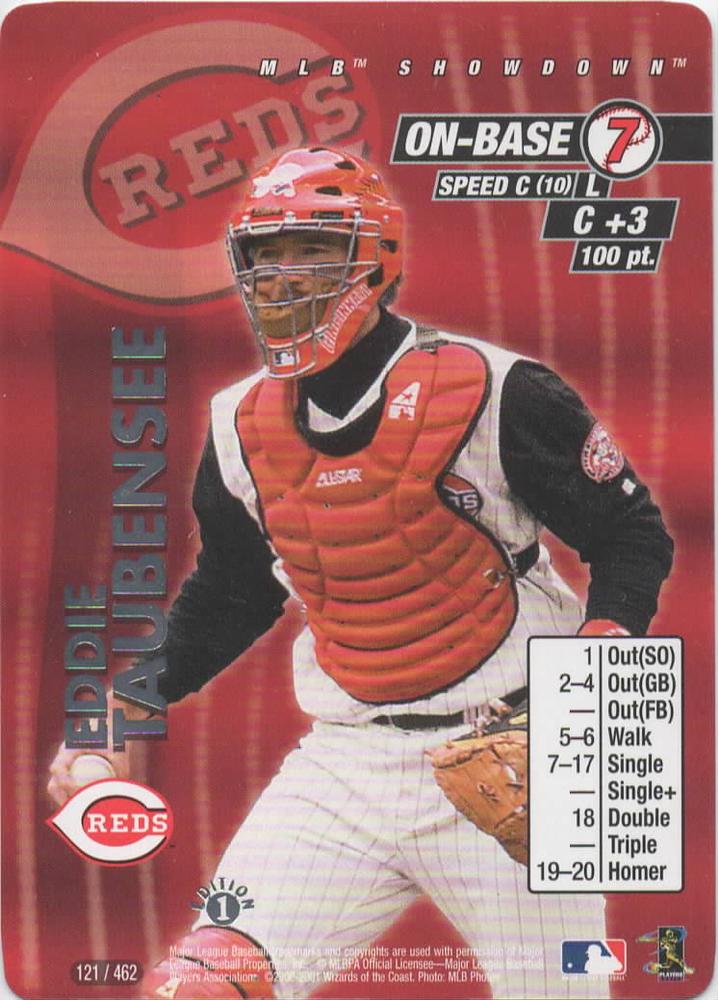 MLB™ SHOWDOWN™
REDS
ON-BASE 7
SPEED C (10) L
C +3
100 pt.
CINCINNATI
ALLSTAR
EDDIE
TAUBENSEE
1 Out(SO)
2–4 Out(GB)
— Out(FB)
5–6 Walk
7–17 Single
— Single+
18 Double
— Triple
19–20 Homer
REDS
EDITION
1
121 / 462
Major League Baseball trademarks and copyrights are used with permission of Major
League Baseball Properties, Inc. © MLBPA Official Licensee—Major League Baseball
Players Association. ©2000-2001 Wizards of the Coast. Photo: MLB Photos
PLAYERS